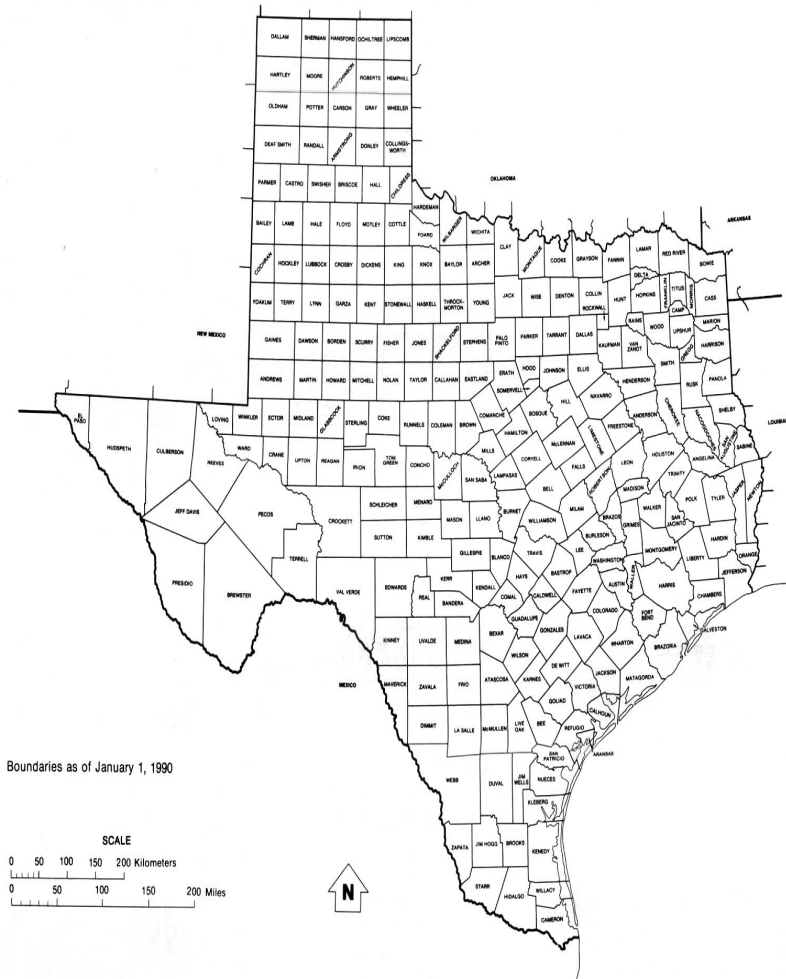 DALLAM SHERMAN HANSFORD OCHILTREE LIPSCOMB
HARTLEY MOORE HUTCHINSON ROBERTS HEMPHILL
OLDHAM POTTER CARSON GRAY WHEELER
DEAF SMITH RANDALL ARMSTRONG DONLEY COLLINGS-
WORTH
OKLAHOMA
PARMER CASTRO SWISHER BRISCOE HALL CHILDRESS
HARDEMAN
ARKANSAS
BAILEY LAMB HALE FLOYD MOTLEY COTTLE FOARD WILBARGER WICHITA
CLAY MONTAGUE COOKE GRAYSON FANNIN LAMAR RED RIVER BOWIE
DELTA
COCHRAN HOCKLEY LUBBOCK CROSBY DICKENS KING KNOX BAYLOR ARCHER
HUNT HOPKINS FRANKLIN TITUS MORRIS CASS
CAMP
YOAKUM TERRY LYNN GARZA KENT STONEWALL HASKELL THROCK-
MORTON YOUNG JACK WISE DENTON COLLIN
ROCKWALL
RAINS WOOD UPSHUR MARION
NEW MEXICO
GAINES DAWSON BORDEN SCURRY FISHER JONES SHACKELFORD STEPHENS PALO
PINTO PARKER TARRANT DALLAS KAUFMAN VAN
ZANDT SMITH GREGG HARRISON
ANDREWS MARTIN HOWARD MITCHELL NOLAN TAYLOR CALLAHAN EASTLAND ERATH HOOD JOHNSON ELLIS HENDERSON RUSK PANOLA
SOMERVELL
EL
PASO HUDSPETH CULBERSON LOVING WINKLER ECTOR MIDLAND GLASSCOCK STERLING COKE RUNNELS COLEMAN BROWN COMANCHE BOSQUE HILL NAVARRO ANDERSON CHEROKEE NACOGDOCHES SHELBY
SAN
AUGUSTINE SABINE
LOUISIANA
HAMILTON McLENNAN LIMESTONE FREESTONE
REEVES WARD CRANE UPTON REAGAN IRION TOM
GREEN CONCHO McCULLOCH SAN SABA MILLS LAMPASAS CORYELL FALLS LEON HOUSTON ANGELINA
ROBERTSON MADISON TRINITY POLK TYLER JASPER NEWTON
JEFF DAVIS PECOS CROCKETT SCHLEICHER MENARD MASON LLANO BURNET BELL MILAM BRAZOS GRIMES WALKER SAN
JACINTO
SUTTON KIMBLE WILLIAMSON BURLESON MONTGOMERY LIBERTY HARDIN ORANGE
PRESIDIO BREWSTER TERRELL VAL VERDE EDWARDS KERR GILLESPIE BLANCO TRAVIS LEE WASHINGTON WALLER JEFFERSON
REAL BANDERA KENDALL HAYS BASTROP FAYETTE AUSTIN HARRIS CHAMBERS
COMAL CALDWELL COLORADO FORT
BEND GALVESTON
KINNEY UVALDE MEDINA BEXAR GUADALUPE GONZALES LAVACA WHARTON BRAZORIA
WILSON DE WITT JACKSON MATAGORDA
MEXICO
MAVERICK ZAVALA FRIO ATASCOSA KARNES VICTORIA
GOLIAD CALHOUN
DIMMIT LA SALLE McMULLEN LIVE
OAK BEE REFUGIO
SAN
PATRICIO ARANSAS
WEBB DUVAL JIM
WELLS NUECES
KLEBERG
Boundaries as of January 1, 1990
ZAPATA JIM HOGG BROOKS KENEDY
STARR HIDALGO WILLACY
CAMERON
SCALE
0 50 100 150 200 Kilometers
0 50 100 150 200 Miles
N